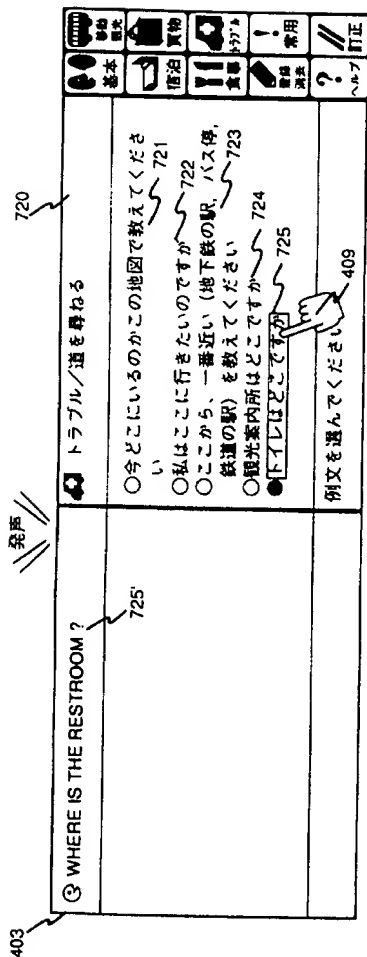 発声
720
403
WHERE IS THE RESTROOM ?
725'
トラブル／道を尋ねる
○今どこにいるのかこの地図で教えてくださ
い
721
○私はここに行きたいのですが
722
○ここから、一番近い（地下鉄の駅、バス停，
鉄道の駅）を教えてください
723
○観光案内所はどこですか
724
●トイレはどこですか
725
409
例文を選んでください
基本
移動
観光
宿泊
買物
食事
トラブル
登録
消去
!
常用
?
ヘルプ
訂正